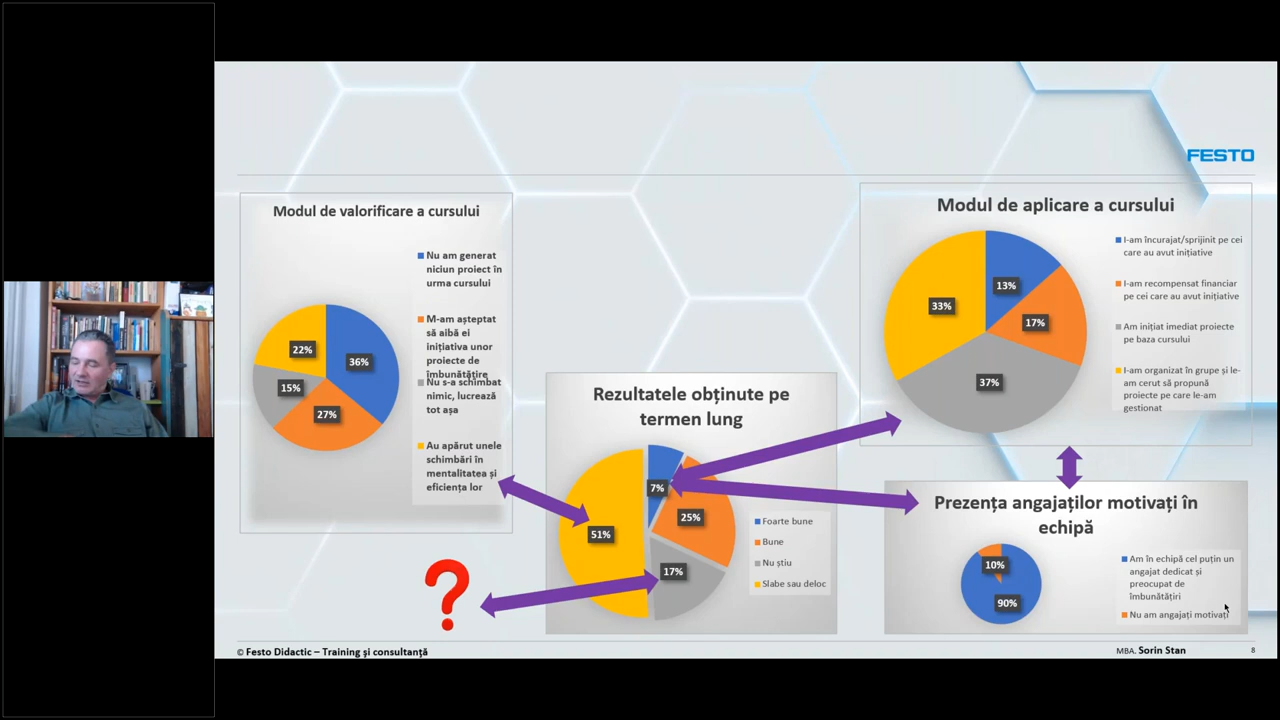 FESTO
Modul de valorificare a cursului
36%
27%
15%
22%
Nu am generat
niciun proiect în
urma cursului
M-am așteptat
să aibă ei
inițiativa unor
proiecte de
îmbunătățire
Nu s-a schimbat
nimic, lucrează
tot așa
Au apărut unele
schimbări în
mentalitatea și
eficiența lor
?
Rezultatele obținute pe
termen lung
7%
25%
17%
51%
Foarte bune
Bune
Nu știu
Slabe sau deloc
Modul de aplicare a cursului
13%
17%
37%
33%
I-am încurajat/sprijinit pe cei
care au avut inițiative
I-am recompensat financiar
pe cei care au avut inițiative
Am inițiat imediat proiecte
pe baza cursului
I-am organizat în grupe și le-
am cerut să propună
proiecte pe care le-am
gestionat
Prezența angajaților motivați în
echipă
10%
90%
Am în echipă cel puțin un
angajat dedicat și
preocupat de
îmbunătățiri
Nu am angajați motivați
© Festo Didactic – Training și consultanță
MBA. Sorin Stan
8